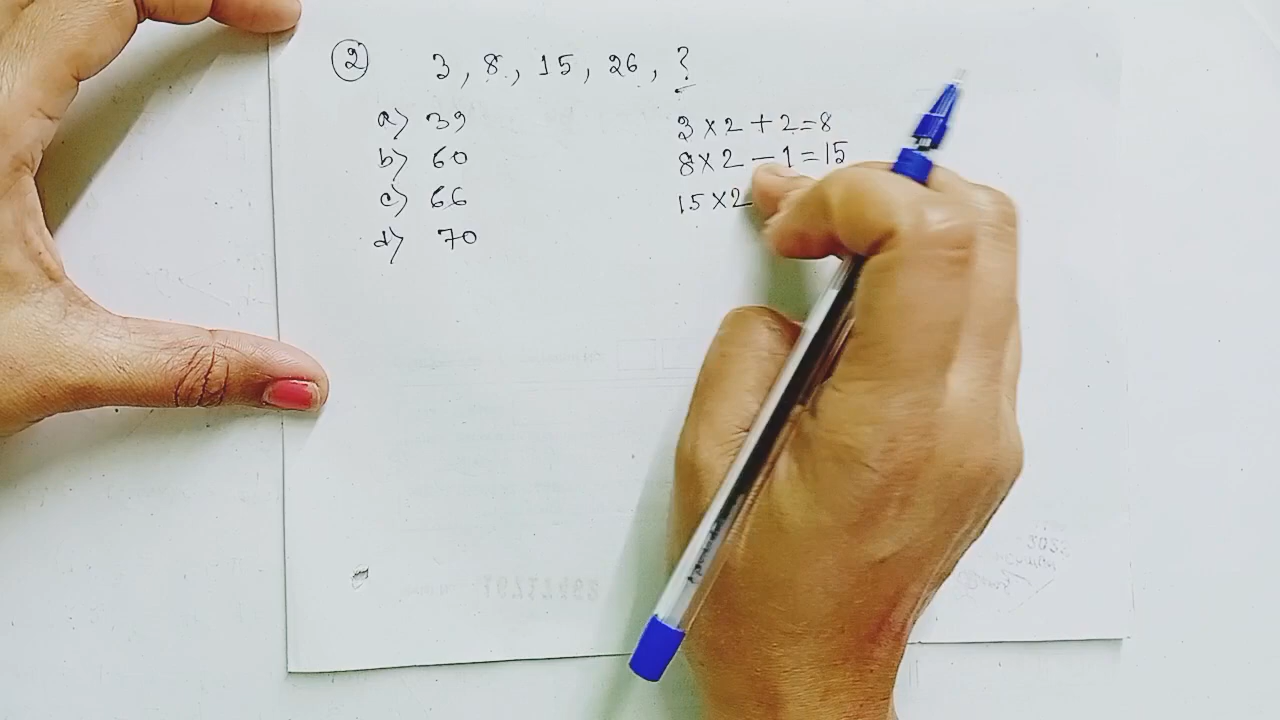 2 3, 8, 15, 26, ?
a) 39
b) 60
c) 66
d) 70
3 × 2 + 2 = 8
8 × 2 − 1 = 15
15 × 2